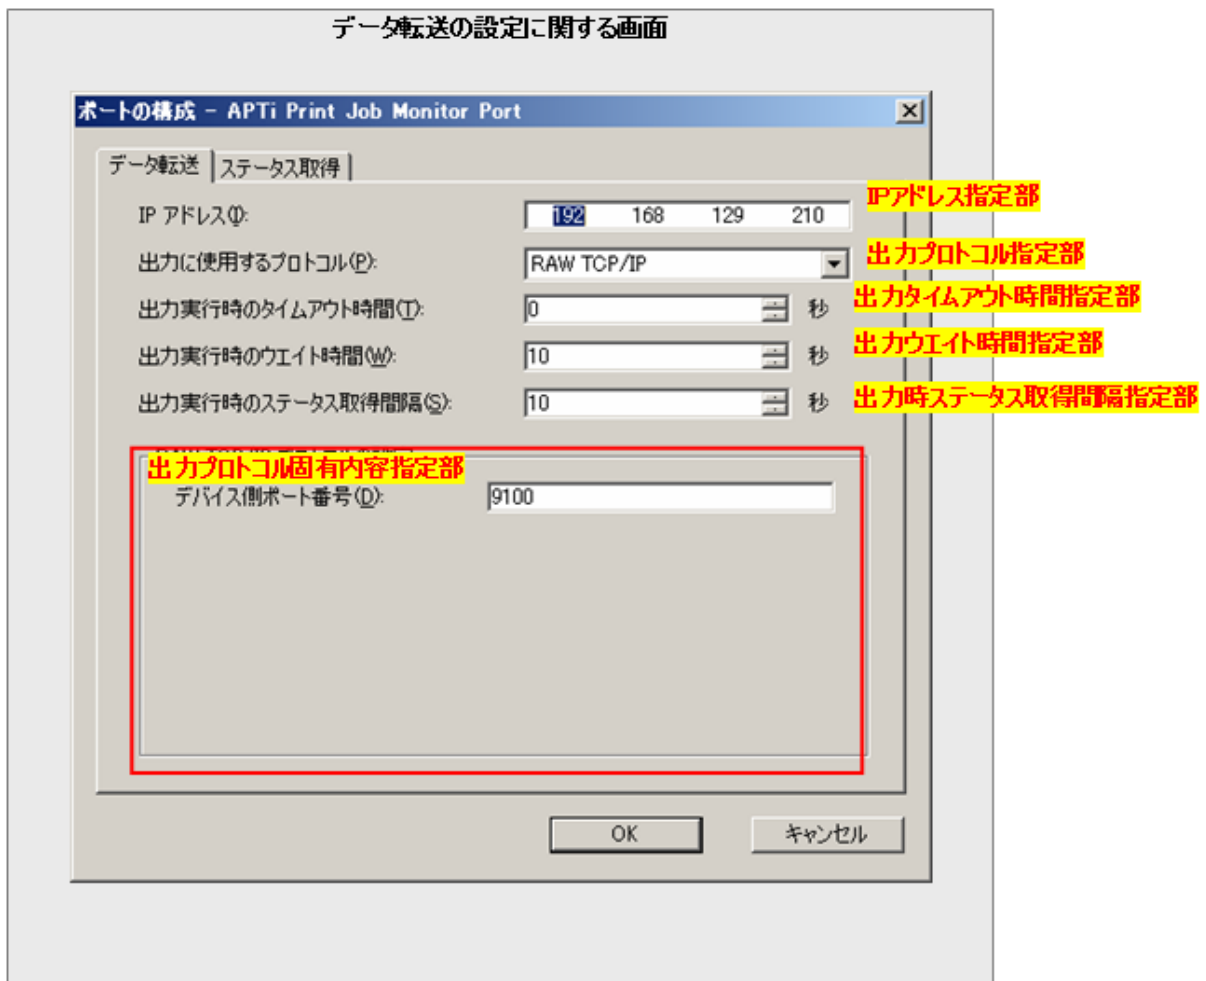 データ転送の設定に関する画面
ポートの構成 - APTi Print Job Monitor Port
データ転送 ステータス取得
IP アドレス(I): 192 168 129 210 IPアドレス指定部
出力に使用するプロトコル(P): RAW TCP/IP 出力プロトコル指定部
出力実行時のタイムアウト時間(T): 0 秒 出力タイムアウト時間指定部
出力実行時のウエイト時間(W): 10 秒 出力ウエイト時間指定部
出力実行時のステータス取得間隔(S): 10 秒 出力時ステータス取得間隔指定部
出力プロトコル固有内容指定部
デバイス側ポート番号(D): 9100
OK キャンセル